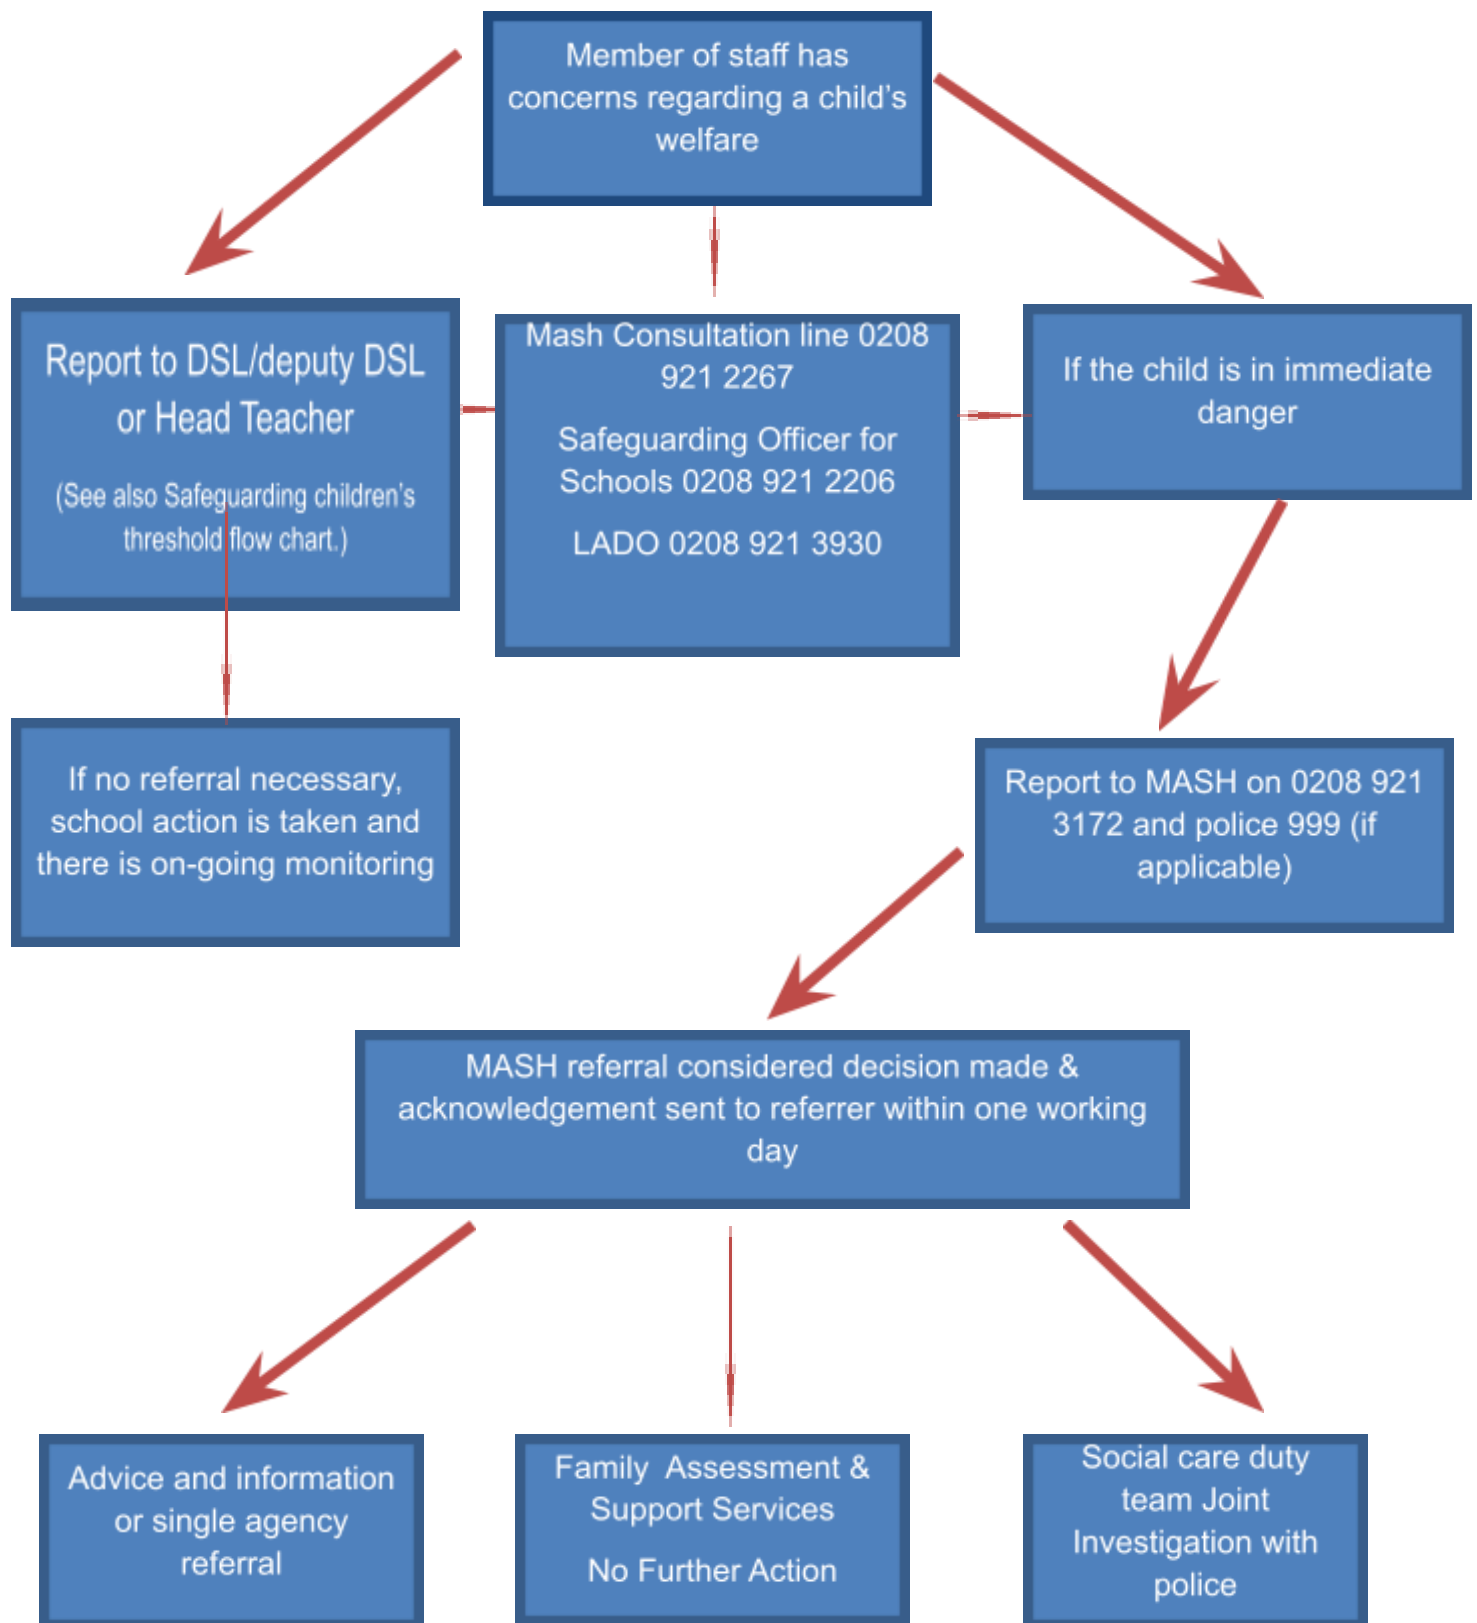 Member of staff has
concerns regarding a child’s
welfare
Report to DSL/deputy DSL
or Head Teacher
(See also Safeguarding children’s
threshold flow chart.)
Mash Consultation line 0208
921 2267
Safeguarding Officer for
Schools 0208 921 2206
LADO 0208 921 3930
If the child is in immediate
danger
If no referral necessary,
school action is taken and
there is on-going monitoring
Report to MASH on 0208 921
3172 and police 999 (if
applicable)
MASH referral considered decision made &
acknowledgement sent to referrer within one working
day
Advice and information
or single agency
referral
Family  Assessment &
Support Services
No Further Action
Social care duty
team Joint
Investigation with
police